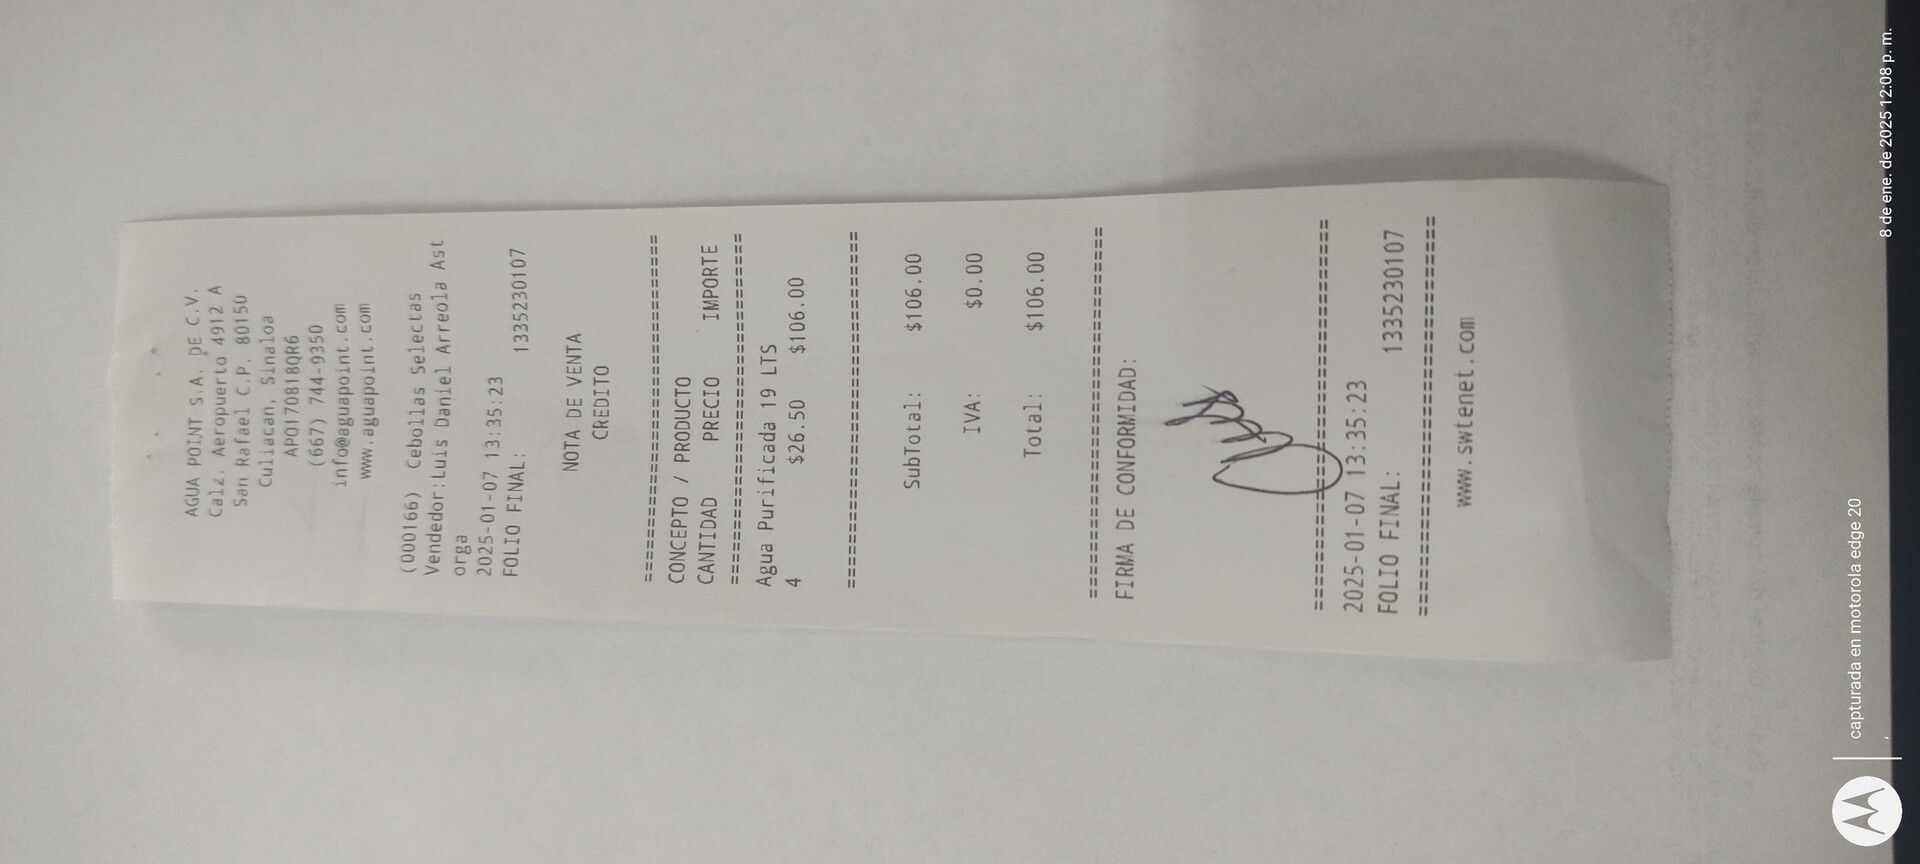 AGUA POINT S.A. DE C.V.
Calz. Aeropuerto 4912 A
San Rafael C.P. 80150
Culiacan, Sinaloa
APO170818QR6
(667) 744-9350
info@aguapoint.com
www.aguapoint.com
(000166) Cebollas Selectas
Vendedor:Luis Daniel Arreola Ast
orga
2025-01-07 13:35:23
FOLIO FINAL: 1335230107
NOTA DE VENTA
CREDITO
================================
CONCEPTO / PRODUCTO
CANTIDAD PRECIO IMPORTE
================================
Agua Purificada 19 LTS
4 $26.50 $106.00
================================
SubTotal: $106.00
IVA: $0.00
Total: $106.00
================================
FIRMA DE CONFORMIDAD:
================================
2025-01-07 13:35:23
FOLIO FINAL: 1335230107
================================
www.swtenet.com
capturada en motorola edge 20
8 de ene. de 2025 12:08 p. m.